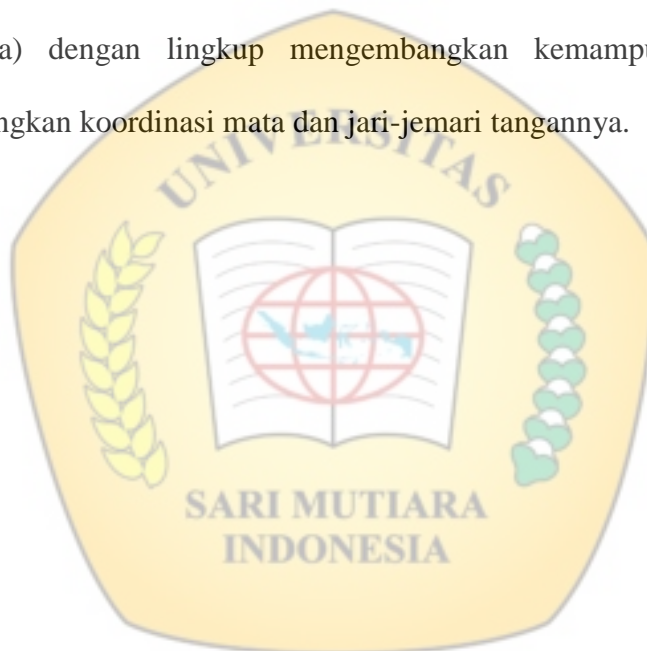 a) dengan lingkup mengembangkan kemampu
ngkan koordinasi mata dan jari-jemari tangannya.
UNIVERSITAS
SARI MUTIARA
INDONESIA